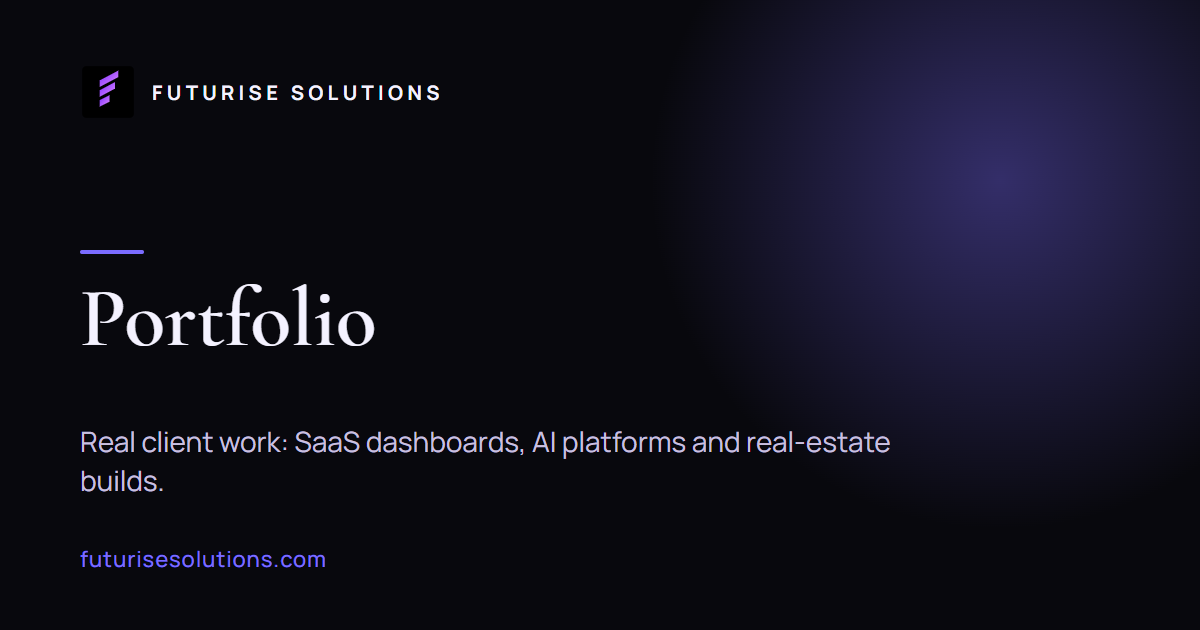 FUTURISE SOLUTIONS
Portfolio
Real client work: SaaS dashboards, AI platforms and real-estate
builds.
futurisesolutions.com